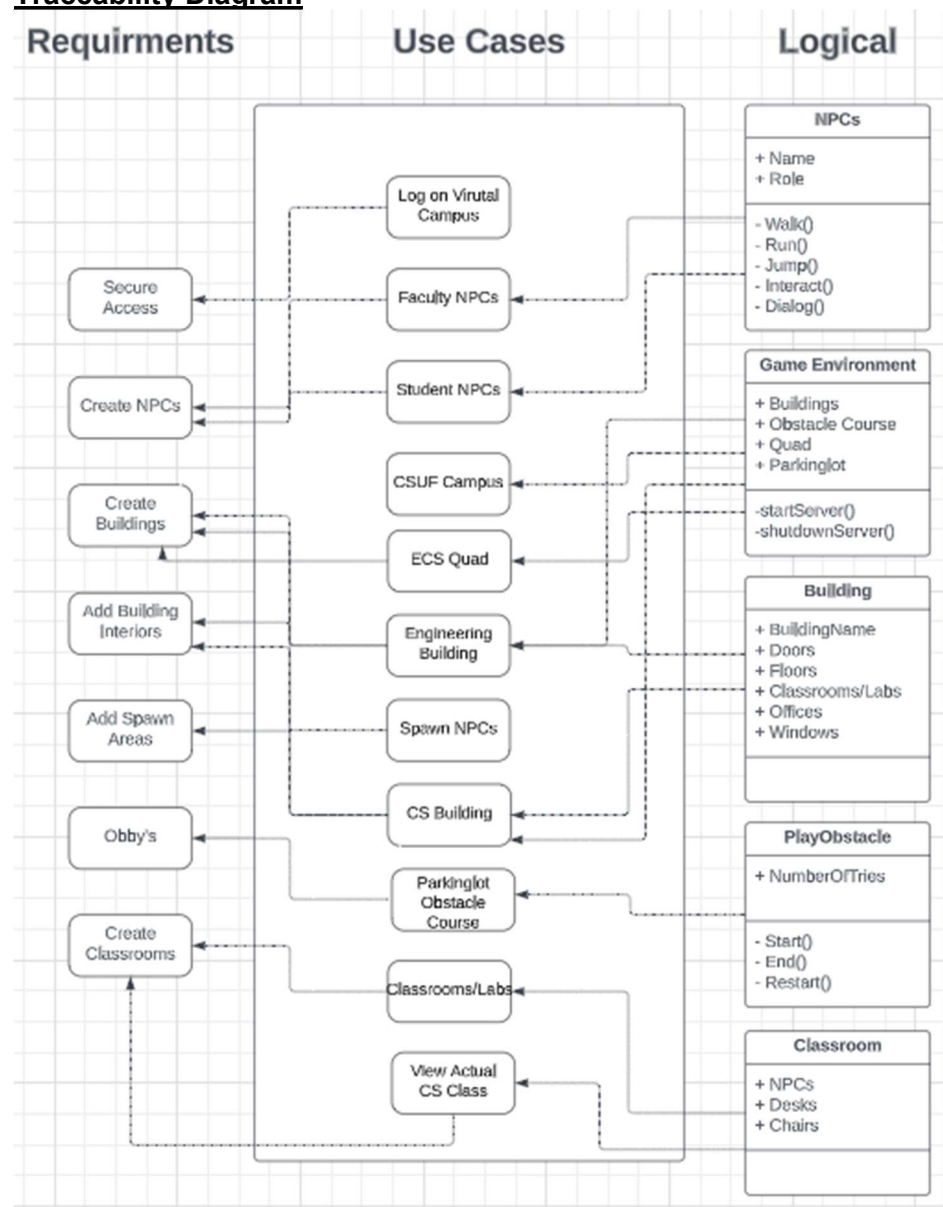 Traceability Diagram
Requirments
Use Cases
Logical
Secure
Access
Create NPCs
Create
Buildings
Add Building
Interiors
Add Spawn
Areas
Obby's
Create
Classrooms
Log on Virutal
Campus
Faculty NPCs
Student NPCs
CSUF Campus
ECS Quad
Engineering
Building
Spawn NPCs
CS Building
Parkinglot
Obstacle
Course
Classrooms/Labs
View Actual
CS Class
NPCs
+ Name
+ Role
- Walk()
- Run()
- Jump()
- Interact()
- Dialog()
Game Environment
+ Buildings
+ Obstacle Course
+ Quad
+ Parkinglot
-startServer()
-shutdownServer()
Building
+ BuildingName
+ Doors
+ Floors
+ Classrooms/Labs
+ Offices
+ Windows
PlayObstacle
+ NumberOfTries
- Start()
- End()
- Restart()
Classroom
+ NPCs
+ Desks
+ Chairs